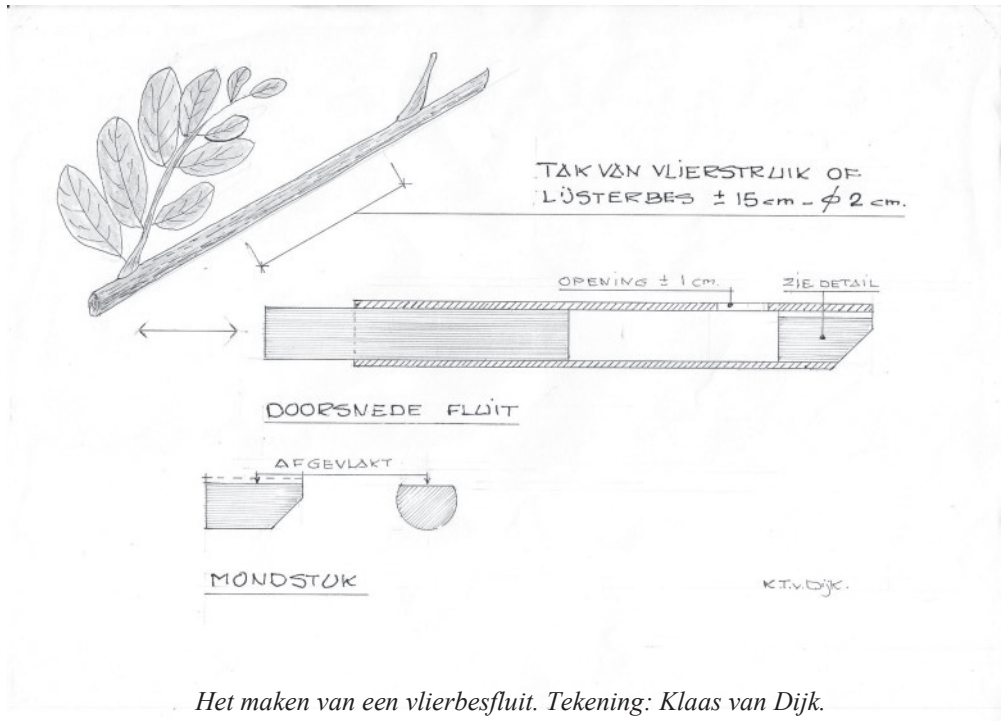 TAK VAN VLIERSTRUIK OF
LIJSTERBES ± 15 cm - ϕ 2 cm.
OPENING ± 1 cm.
ZIE DETAIL
DOORSNEDE FLUIT
AFGEVLAKT
MONDSTUK
K.T.v.Dijk.
Het maken van een vlierbesfluit. Tekening: Klaas van Dijk.